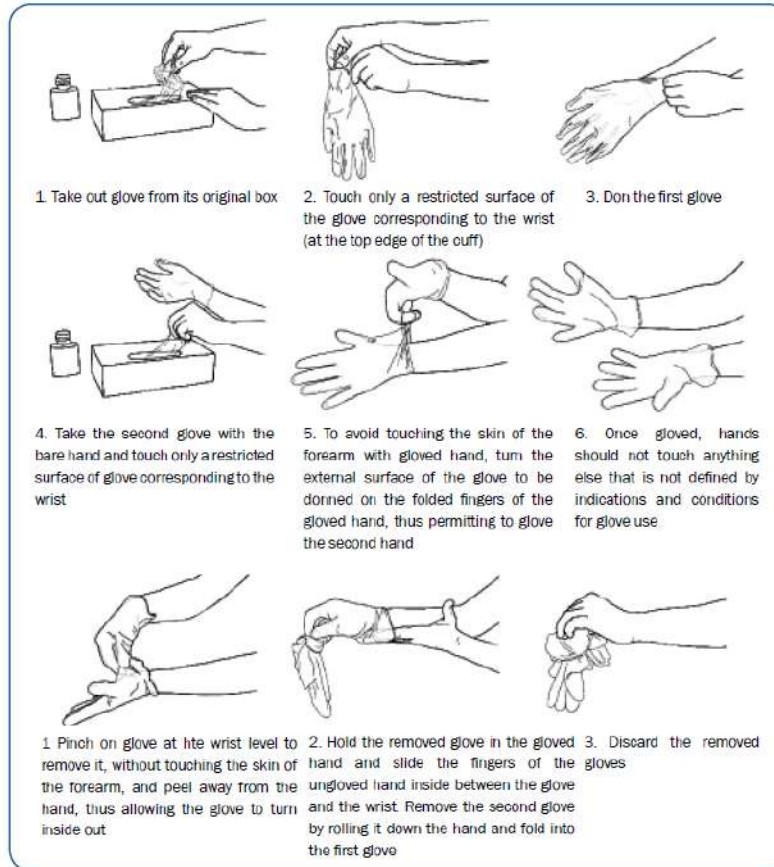 1. Take out glove from its original box
2. Touch only a restricted surface of
the glove corresponding to the wrist
(at the top edge of the cuff)
3. Don the first glove
4. Take the second glove with the
bare hand and touch only a restricted
surface of glove corresponding to the
wrist
5. To avoid touching the skin of the
forearm with gloved hand, turn the
external surface of the glove to be
donned on the folded fingers of the
gloved hand, thus permitting to glove
the second hand
6. Once gloved, hands
should not touch anything
else that is not defined by
indications and conditions
for glove use
1 Pinch on glove at hte wrist level to
remove it, without touching the skin of
the forearm, and peel away from the
hand, thus allowing the glove to turn
inside out
2. Hold the removed glove in the gloved
hand and slide the fingers of the
ungloved hand inside between the glove
and the wrist. Remove the second glove
by rolling it down the hand and fold into
the first glove
3. Discard the removed
gloves